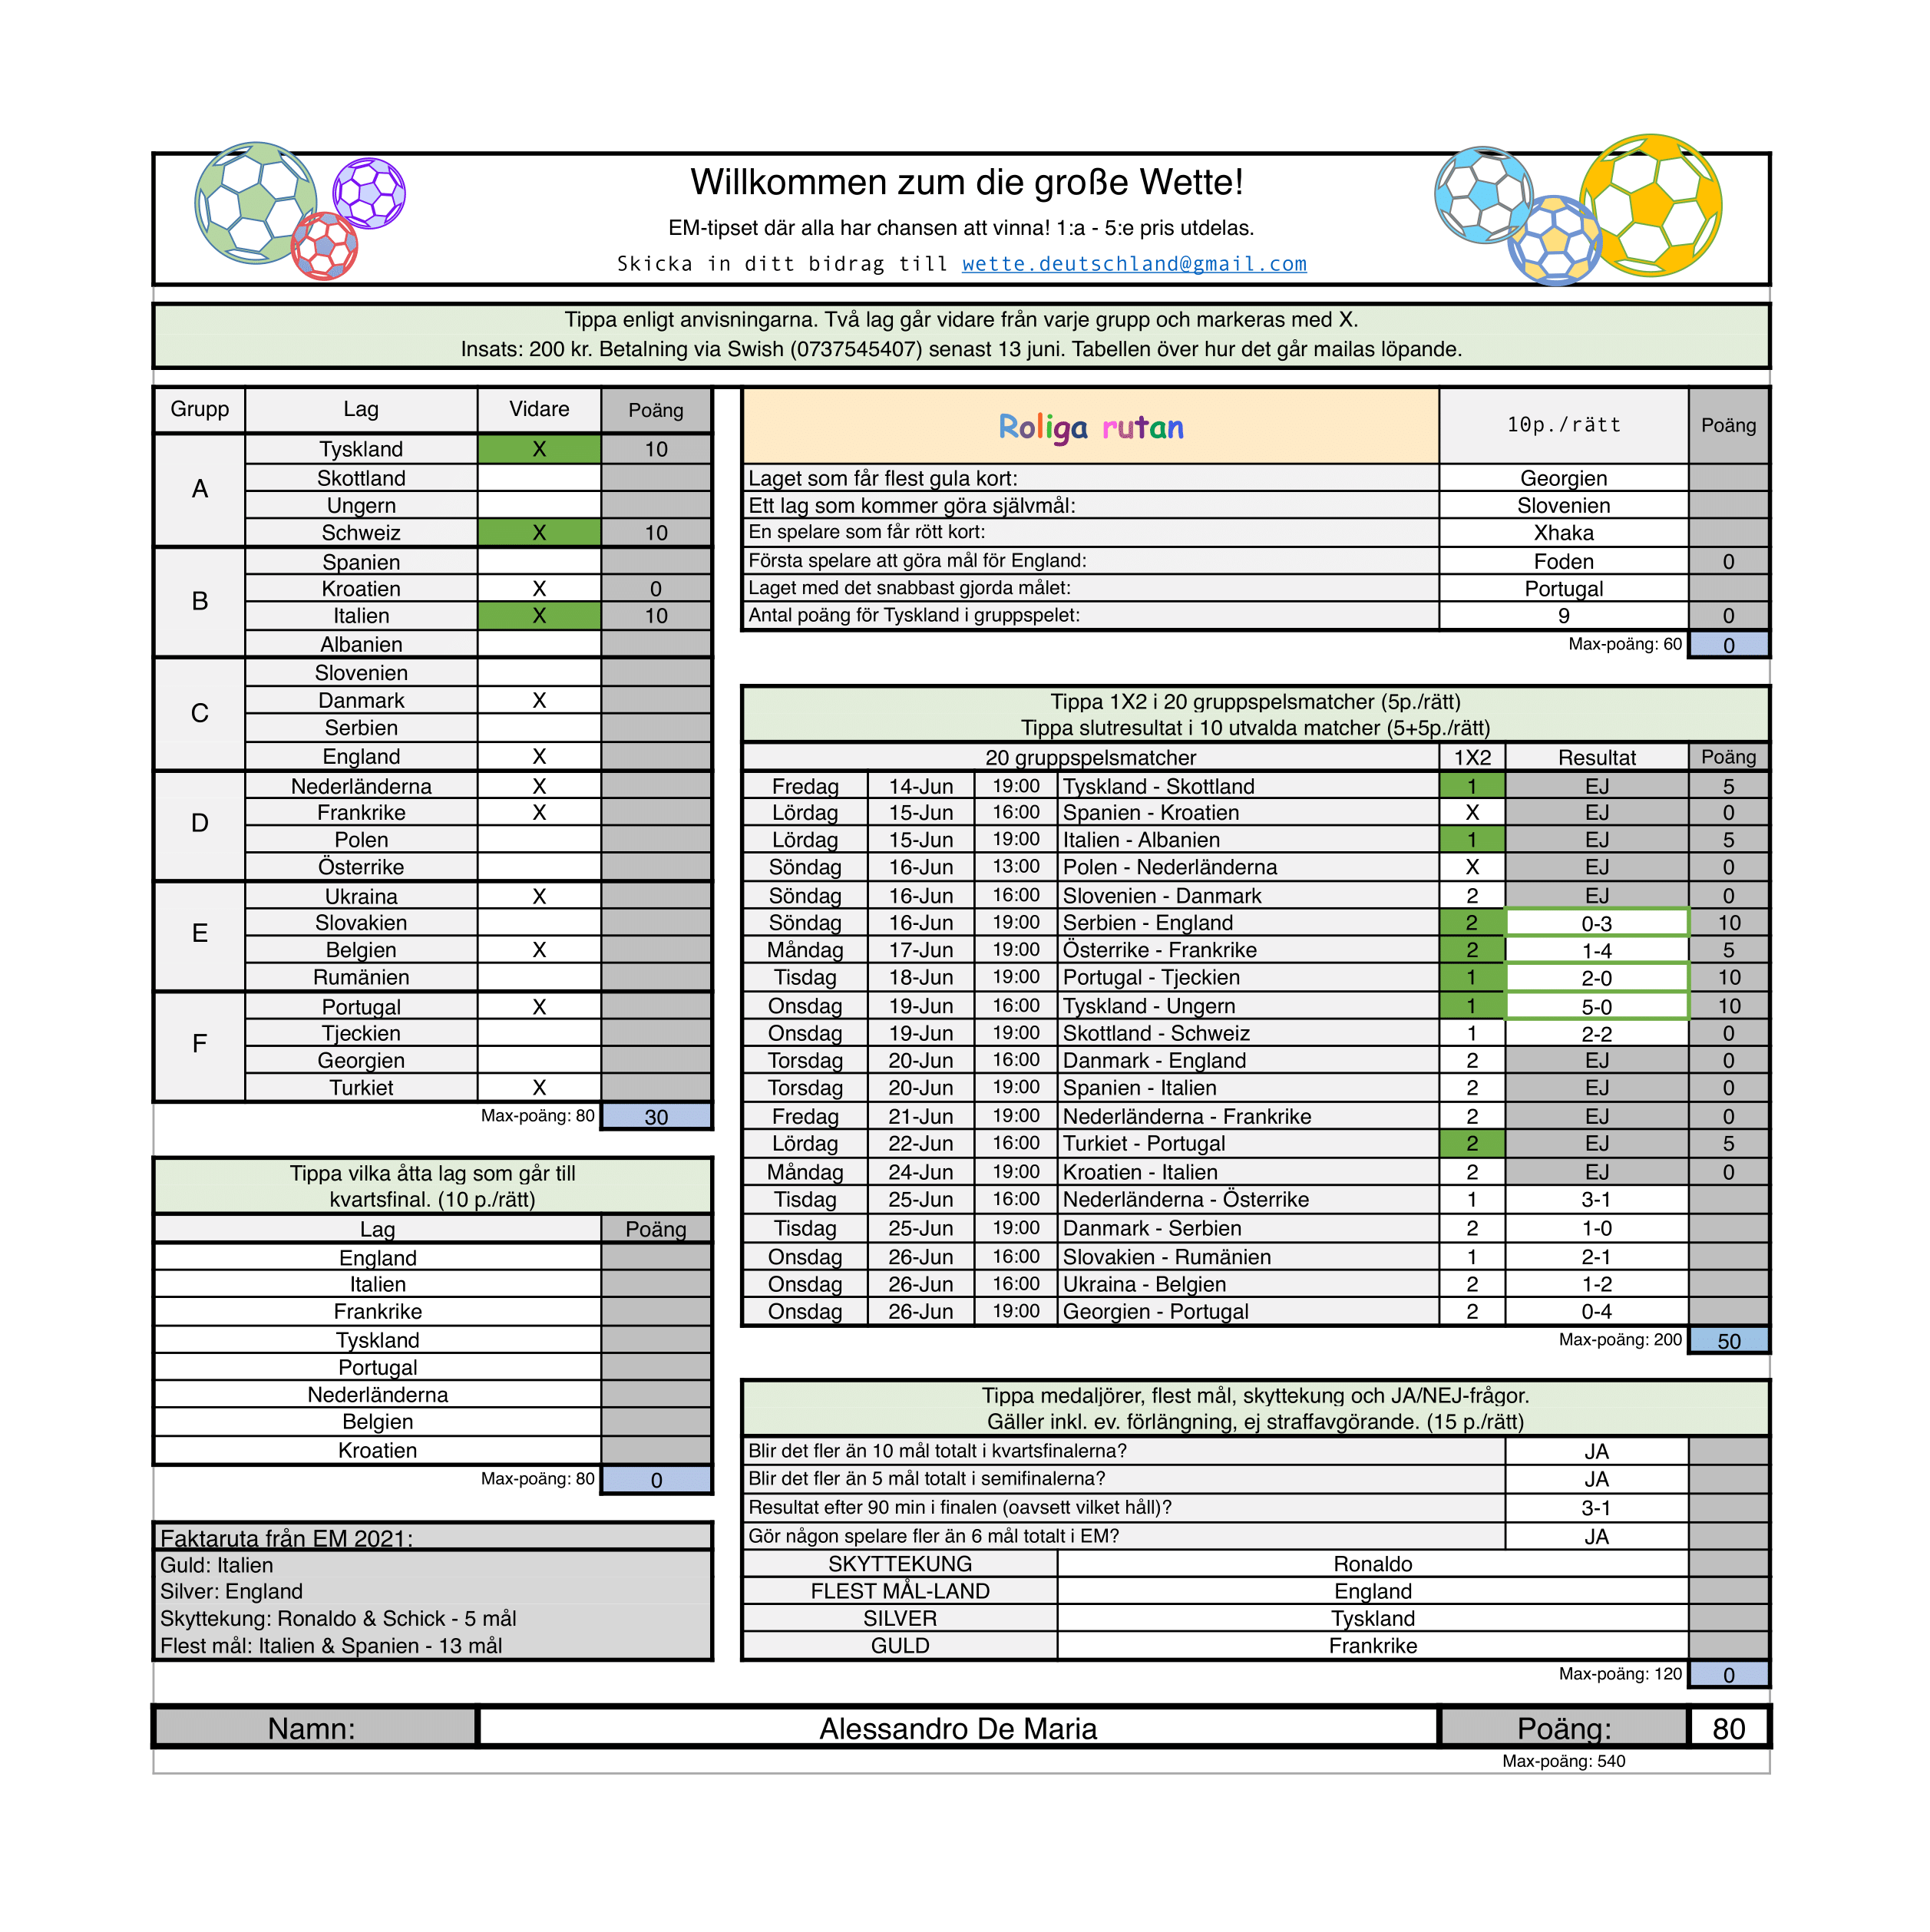 Willkommen zum die große Wette!
EM-tipset där alla har chansen att vinna! 1:a - 5:e pris utdelas.
Skicka in ditt bidrag till wette.deutschland@gmail.com
Tippa enligt anvisningarna. Två lag går vidare från varje grupp och markeras med X.
Insats: 200 kr. Betalning via Swish (0737545407) senast 13 juni. Tabellen över hur det går mailas löpande.
Grupp Lag Vidare Poäng
A
Tyskland X 10
Skottland
Ungern
Schweiz X 10
B
Spanien
Kroatien X 0
Italien X 10
Albanien
C
Slovenien
Danmark X
Serbien
England X
D
Nederländerna X
Frankrike X
Polen
Österrike
E
Ukraina X
Slovakien
Belgien X
Rumänien
F
Portugal X
Tjeckien
Georgien
Turkiet X
Max-poäng: 80 30
Tippa vilka åtta lag som går till
kvartsfinal. (10 p./rätt)
Lag Poäng
England
Italien
Frankrike
Tyskland
Portugal
Nederländerna
Belgien
Kroatien
Max-poäng: 80 0
Faktaruta från EM 2021:
Guld: Italien
Silver: England
Skyttekung: Ronaldo & Schick - 5 mål
Flest mål: Italien & Spanien - 13 mål
Roliga rutan 10p./rätt Poäng
Laget som får flest gula kort: Georgien
Ett lag som kommer göra självmål: Slovenien
En spelare som får rött kort: Xhaka
Första spelare att göra mål för England: Foden 0
Laget med det snabbast gjorda målet: Portugal
Antal poäng för Tyskland i gruppspelet: 9 0
Max-poäng: 60 0
Tippa 1X2 i 20 gruppspelsmatcher (5p./rätt)
Tippa slutresultat i 10 utvalda matcher (5+5p./rätt)
20 gruppspelsmatcher 1X2 Resultat Poäng
Fredag 14-Jun 19:00 Tyskland - Skottland 1 EJ 5
Lördag 15-Jun 16:00 Spanien - Kroatien X EJ 0
Lördag 15-Jun 19:00 Italien - Albanien 1 EJ 5
Söndag 16-Jun 13:00 Polen - Nederländerna X EJ 0
Söndag 16-Jun 16:00 Slovenien - Danmark 2 EJ 0
Söndag 16-Jun 19:00 Serbien - England 2 0-3 10
Måndag 17-Jun 19:00 Österrike - Frankrike 2 1-4 5
Tisdag 18-Jun 19:00 Portugal - Tjeckien 1 2-0 10
Onsdag 19-Jun 16:00 Tyskland - Ungern 1 5-0 10
Onsdag 19-Jun 19:00 Skottland - Schweiz 1 2-2 0
Torsdag 20-Jun 16:00 Danmark - England 2 EJ 0
Torsdag 20-Jun 19:00 Spanien - Italien 2 EJ 0
Fredag 21-Jun 19:00 Nederländerna - Frankrike 2 EJ 0
Lördag 22-Jun 16:00 Turkiet - Portugal 2 EJ 5
Måndag 24-Jun 19:00 Kroatien - Italien 2 EJ 0
Tisdag 25-Jun 16:00 Nederländerna - Österrike 1 3-1
Tisdag 25-Jun 19:00 Danmark - Serbien 2 1-0
Onsdag 26-Jun 16:00 Slovakien - Rumänien 1 2-1
Onsdag 26-Jun 16:00 Ukraina - Belgien 2 1-2
Onsdag 26-Jun 19:00 Georgien - Portugal 2 0-4
Max-poäng: 200 50
Tippa medaljörer, flest mål, skyttekung och JA/NEJ-frågor.
Gäller inkl. ev. förlängning, ej straffavgörande. (15 p./rätt)
Blir det fler än 10 mål totalt i kvartsfinalerna? JA
Blir det fler än 5 mål totalt i semifinalerna? JA
Resultat efter 90 min i finalen (oavsett vilket håll)? 3-1
Gör någon spelare fler än 6 mål totalt i EM? JA
SKYTTEKUNG Ronaldo
FLEST MÅL-LAND England
SILVER Tyskland
GULD Frankrike
Max-poäng: 120 0
Namn: Alessandro De Maria Poäng: 80
Max-poäng: 540